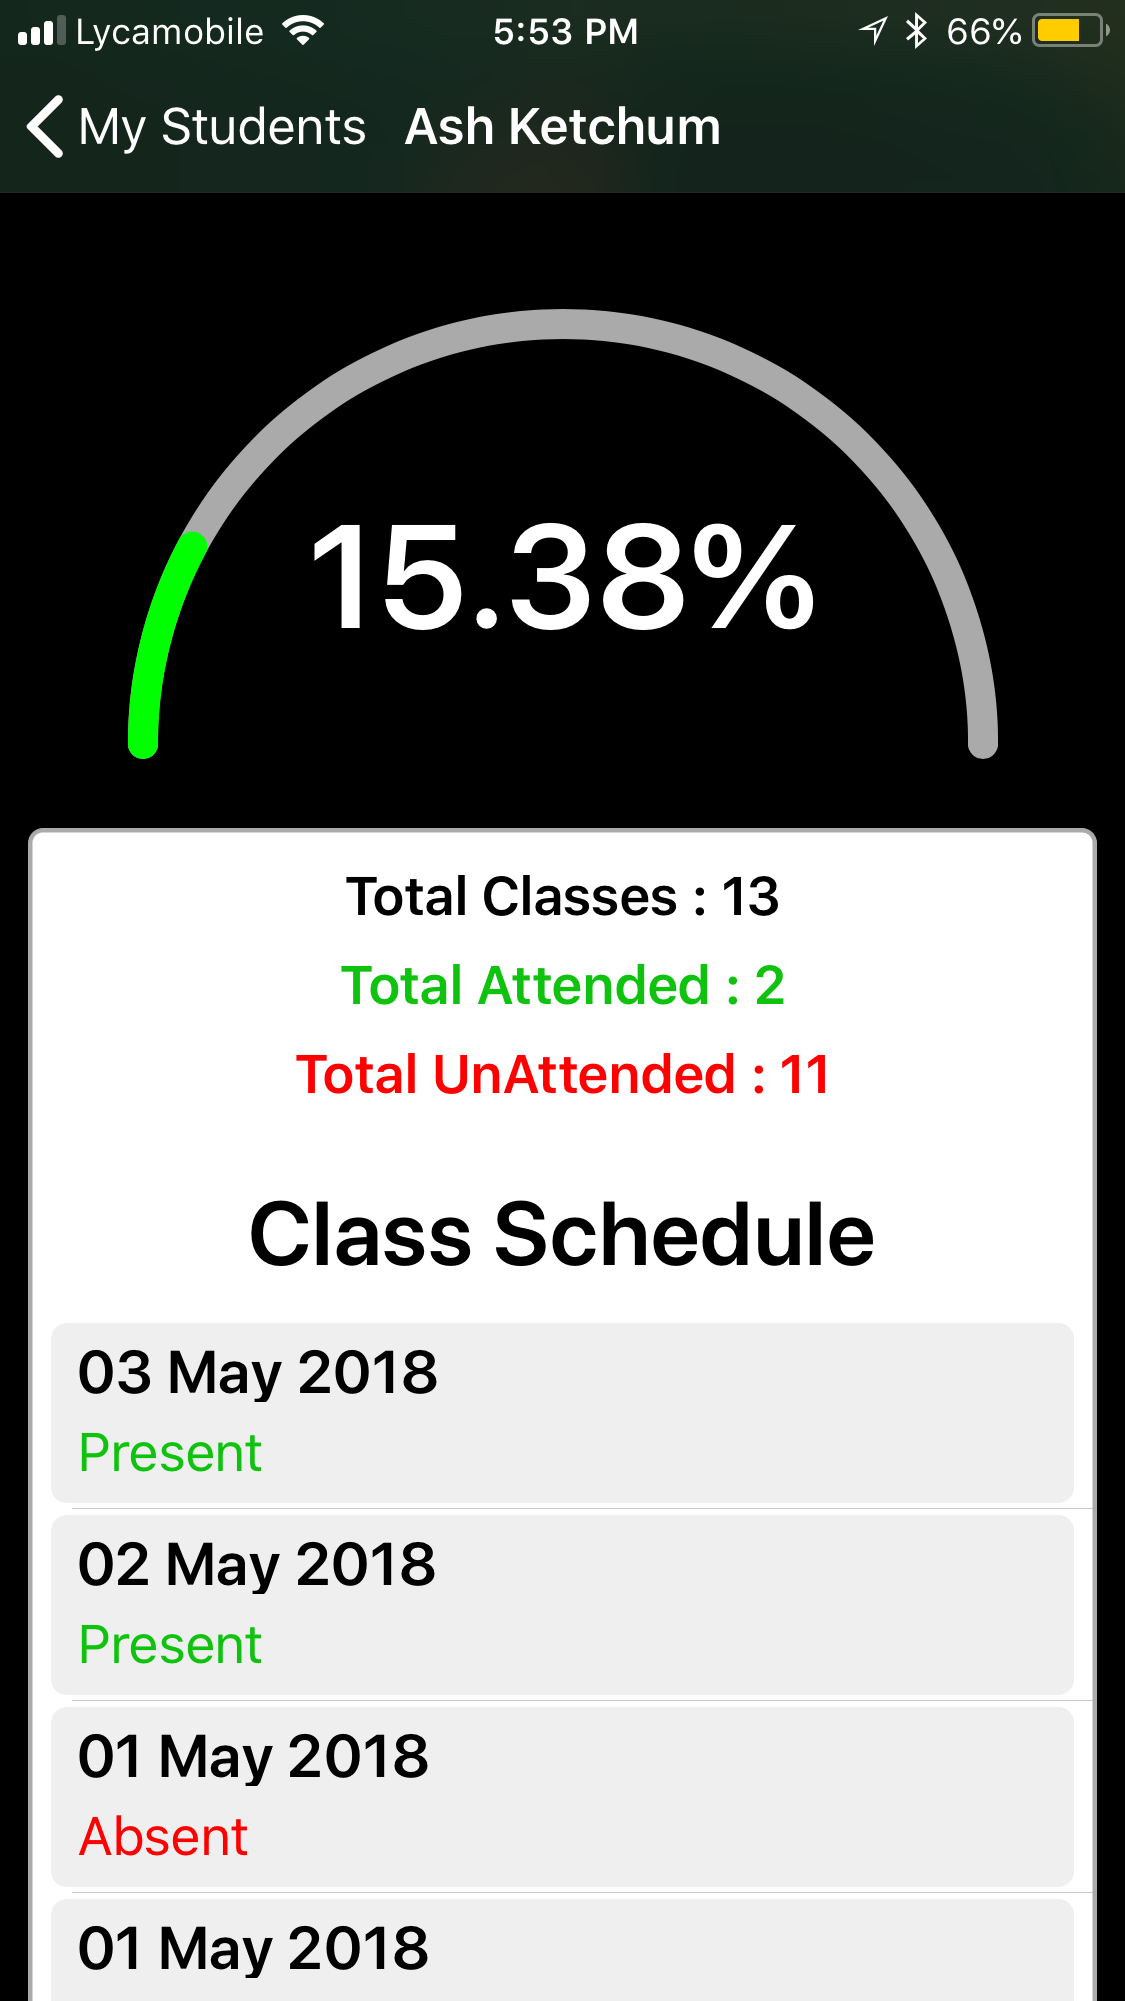 Lycamobile 5:53 PM 66%
My Students Ash Ketchum
15.38%
Total Classes : 13
Total Attended : 2
Total UnAttended : 11
Class Schedule
03 May 2018
Present
02 May 2018
Present
01 May 2018
Absent
01 May 2018